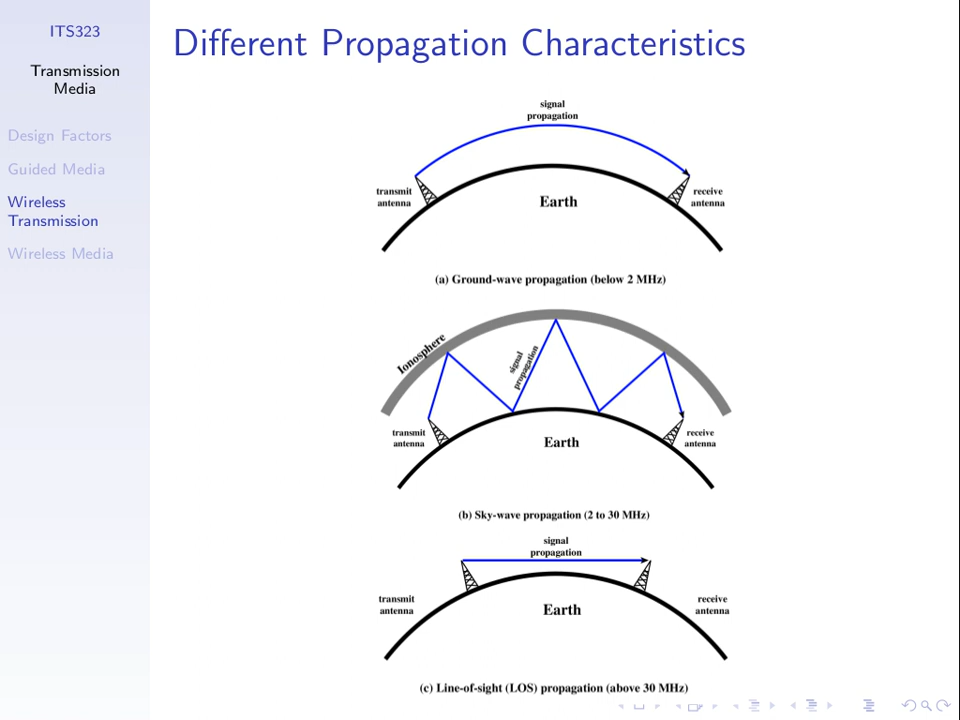 ITS323
Transmission
Media
Design Factors
Guided Media
Wireless
Transmission
Wireless Media
Different Propagation Characteristics
signal
propagation
transmit
antenna
Earth
receive
antenna
(a) Ground-wave propagation (below 2 MHz)
Ionosphere
signal
propagation
transmit
antenna
Earth
receive
antenna
(b) Sky-wave propagation (2 to 30 MHz)
signal
propagation
transmit
antenna
Earth
receive
antenna
(c) Line-of-sight (LOS) propagation (above 30 MHz)